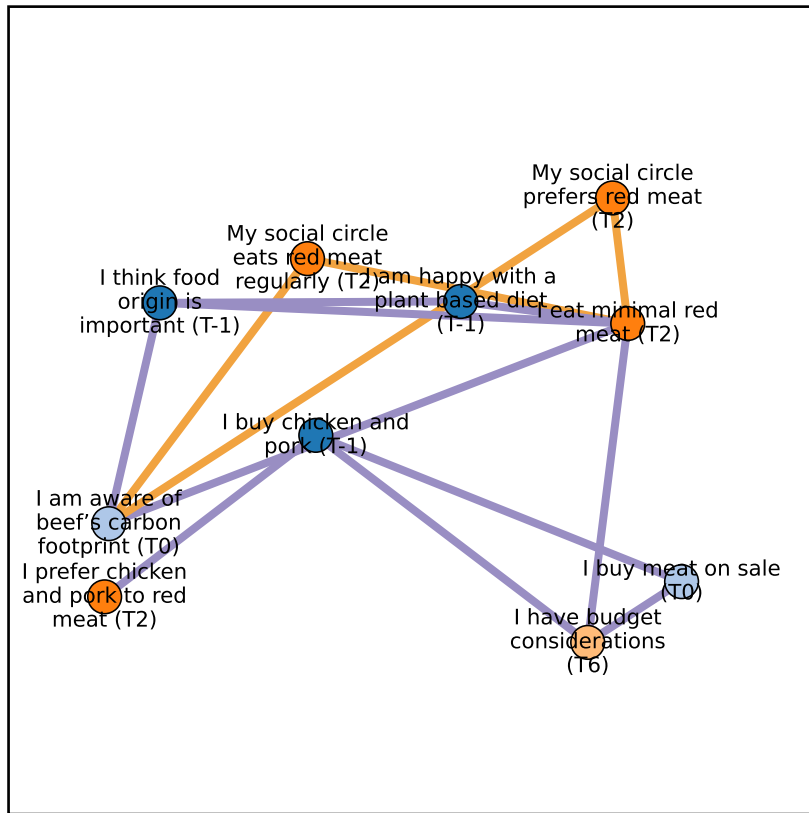 My social circle
prefers red meat
(T2)
My social circle
eats red meat
regularly (T2)
I think food
origin is
important (T-1)
I am happy with a
plant based diet
(T-1)
I eat minimal red
meat (T2)
I buy chicken and
pork (T-1)
I am aware of
beef’s carbon
footprint (T0)
I prefer chicken
and pork to red
meat (T2)
I buy meat on sale
(T0)
I have budget
considerations
(T6)